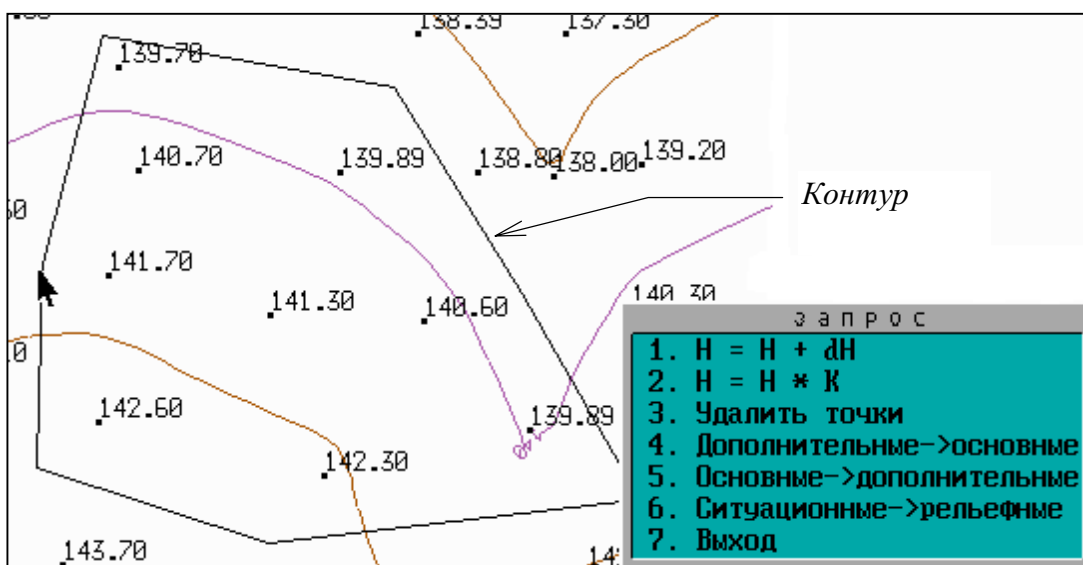 138.39 137.30
139.70
140.70 139.89 138.80 138.00 139.20
Контур
141.70
141.30 140.60 140.30
142.60 139.89
142.30
143.70
запрос
1. H = H + dH
2. H = H * K
3. Удалить точки
4. Дополнительные->основные
5. Основные->дополнительные
6. Ситуационные->рельефные
7. Выход